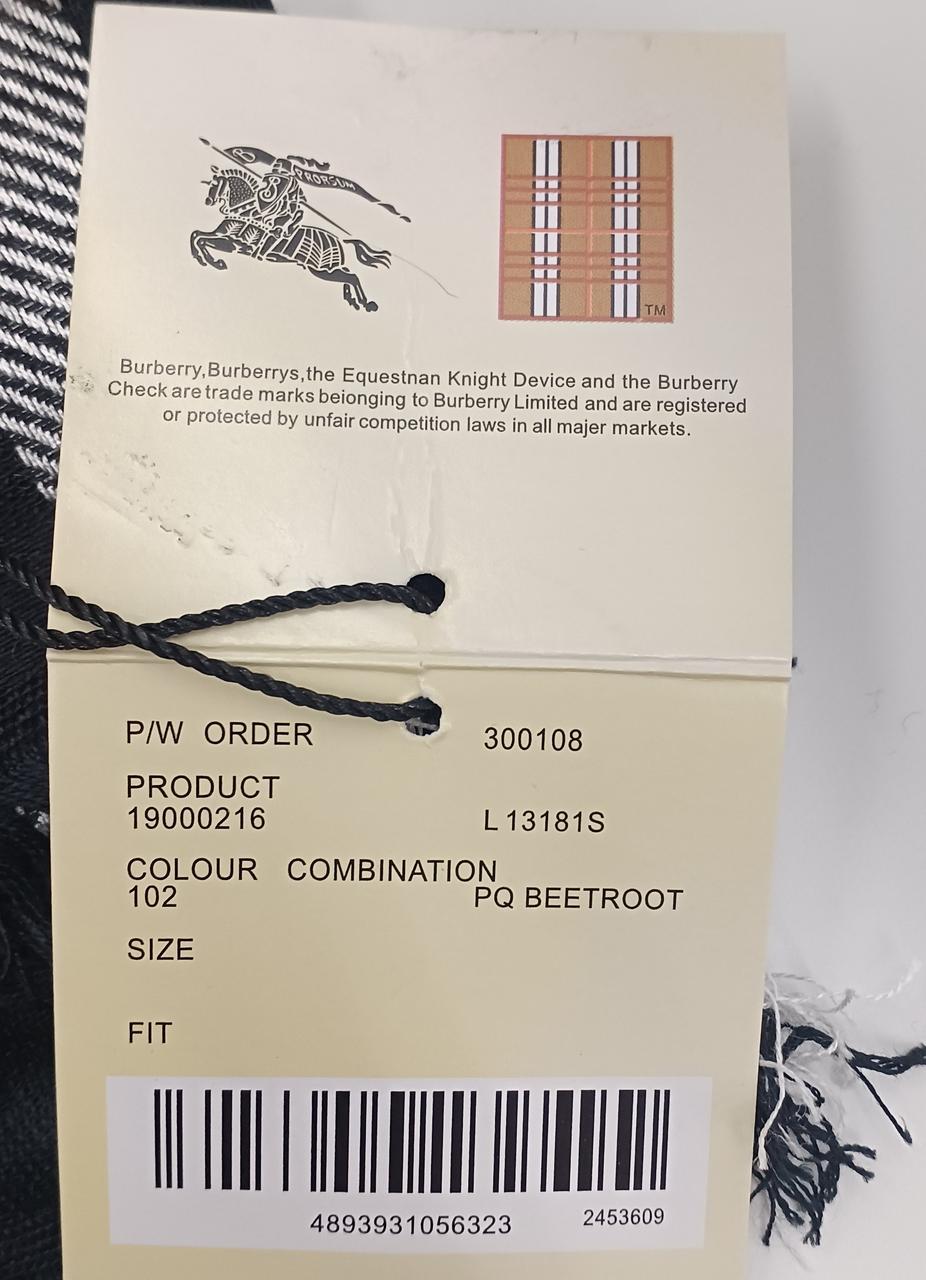 PRORSUM
TM
Burberry,Burberrys,the Equestnan Knight Device and the Burberry
Check are trade marks beionging to Burberry Limited and are registered
or protected by unfair competition laws in all majer markets.
P/W ORDER 300108
PRODUCT
19000216 L 13181S
COLOUR COMBINATION
102 PQ BEETROOT
SIZE
FIT
4893931056323 2453609